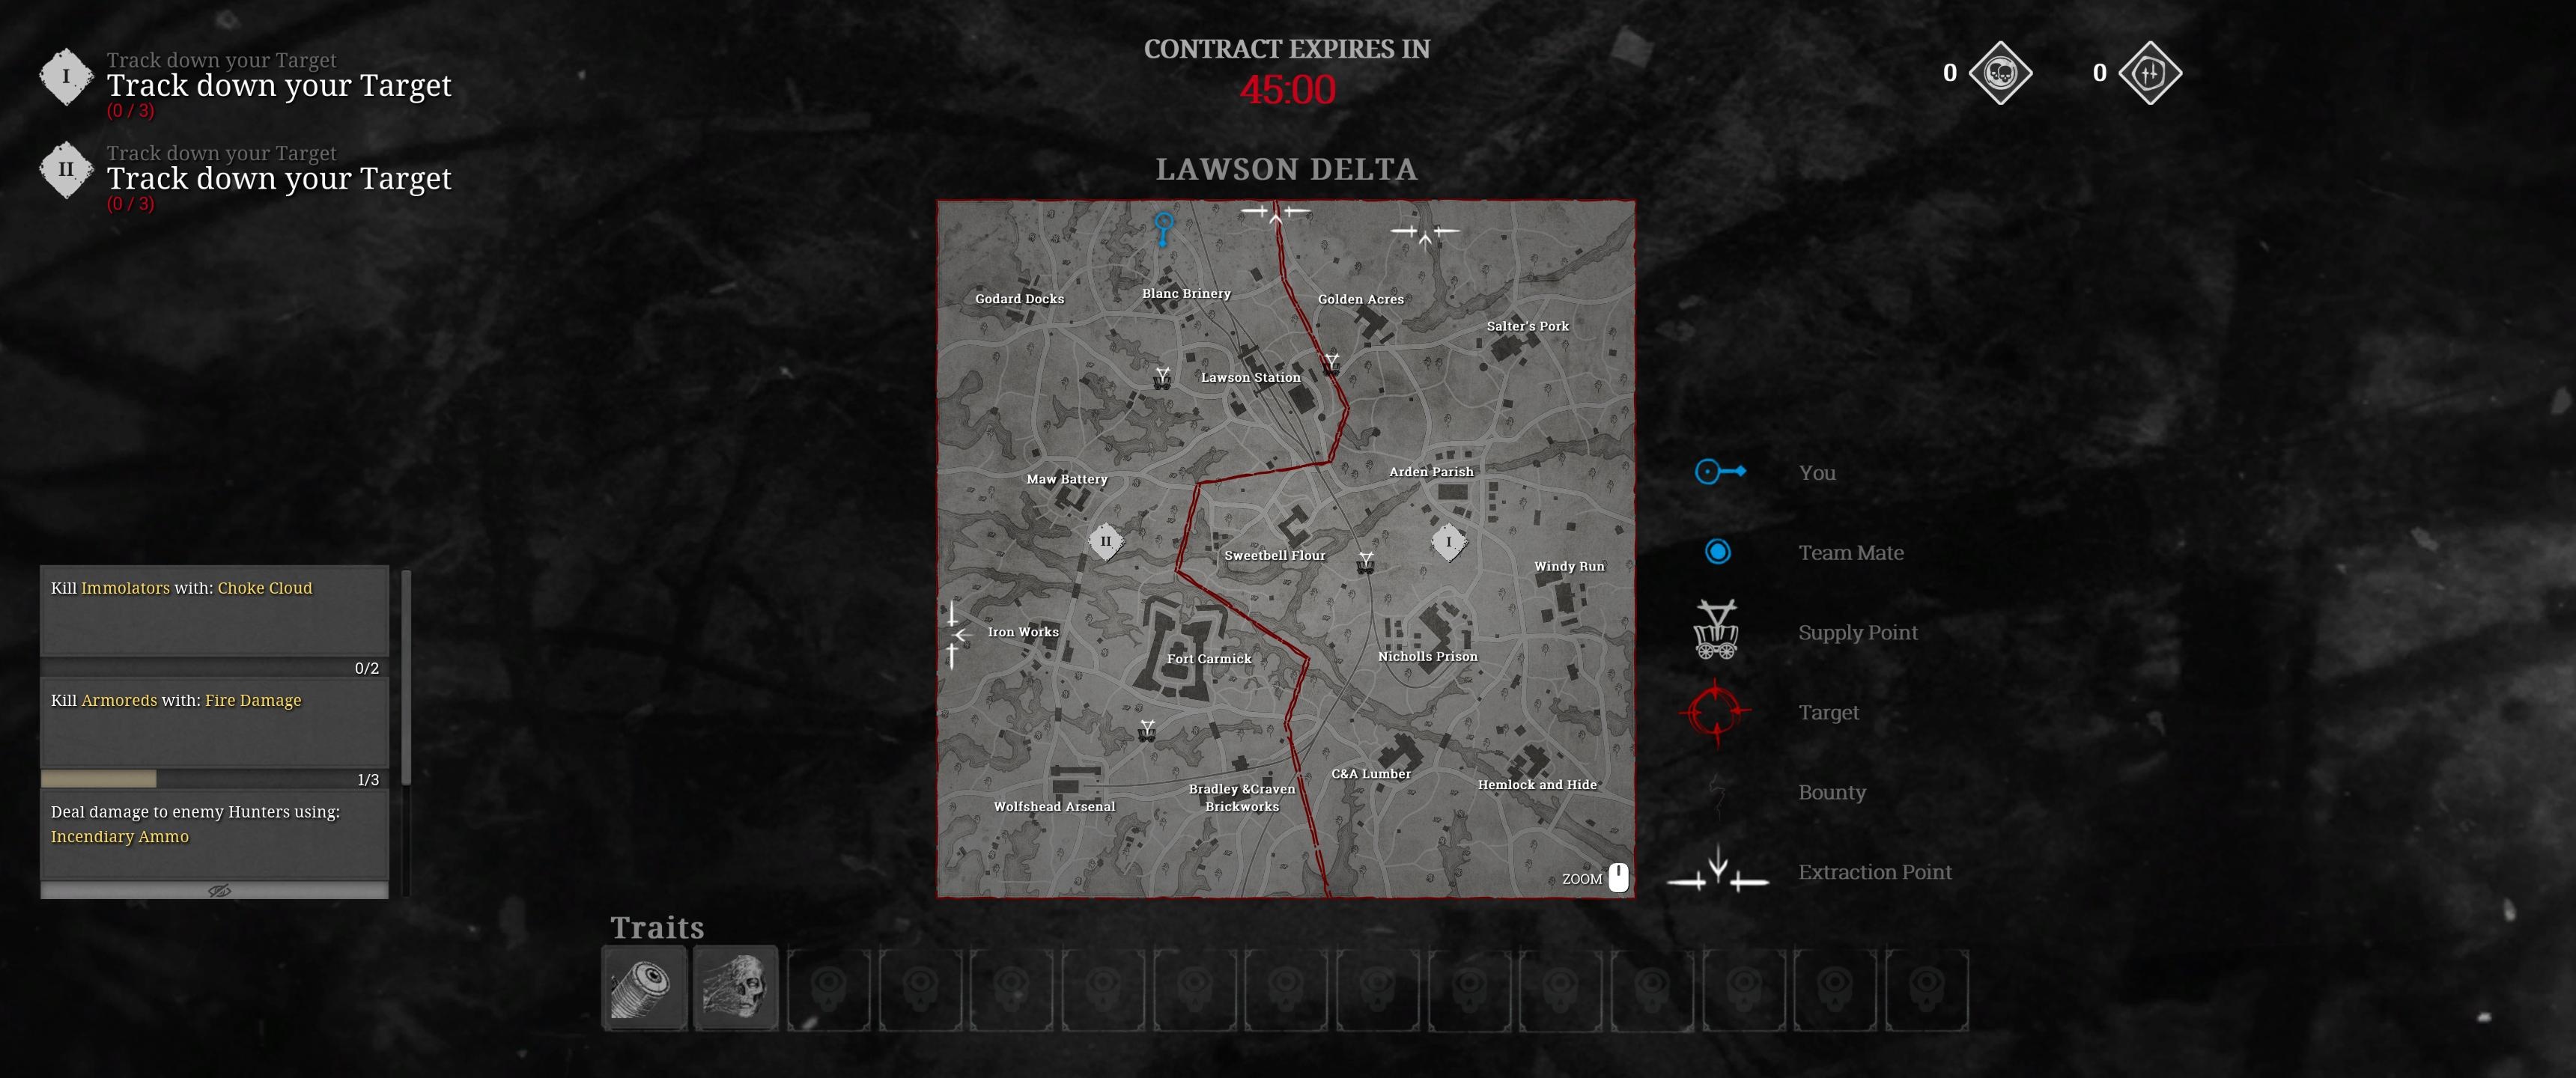 I
Track down your Target
Track down your Target
(0 / 3)
II
Track down your Target
Track down your Target
(0 / 3)
CONTRACT EXPIRES IN
45:00
0
0
LAWSON DELTA
Godard Docks
Blanc Brinery
Golden Acres
Salter's Pork
Lawson Station
Maw Battery
Arden Parish
II
I
Sweetbell Flour
Windy Run
Iron Works
Fort Carmick
Nicholls Prison
C&A Lumber
Hemlock and Hide
Bradley &Craven
Brickworks
Wolfshead Arsenal
ZOOM
You
Team Mate
Supply Point
Target
Bounty
Extraction Point
Kill Immolators with: Choke Cloud
0/2
Kill Armoreds with: Fire Damage
1/3
Deal damage to enemy Hunters using:
Incendiary Ammo
Traits